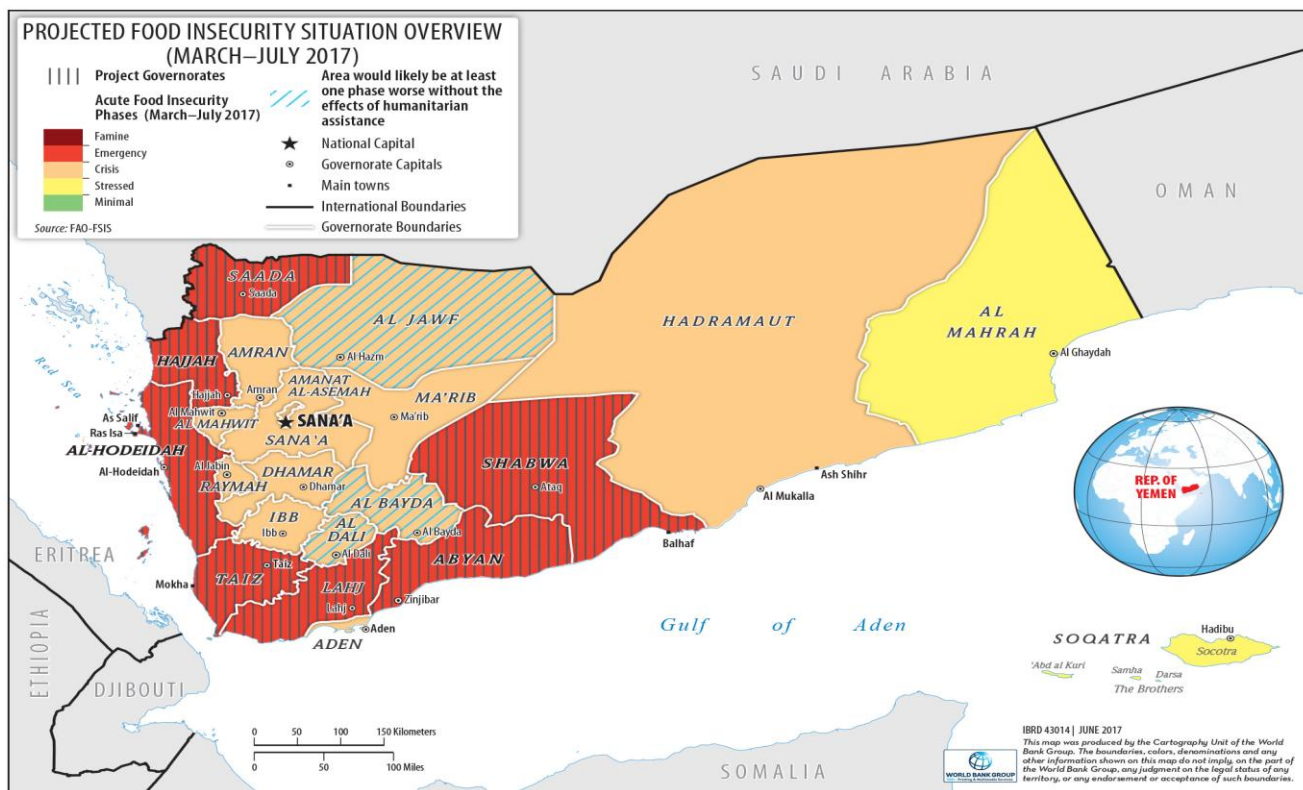 PROJECTED FOOD INSECURITY SITUATION OVERVIEW
(MARCH–JULY 2017)
Project Governorates
Acute Food Insecurity
Phases (March–July 2017)
Famine
Emergency
Crisis
Stressed
Minimal
Source: FAO-FSIS
Area would likely be at least
one phase worse without the
effects of humanitarian
assistance
National Capital
Governorate Capitals
Main towns
International Boundaries
Governorate Boundaries
SAUDI ARABIA
OMAN
SAADA
Saada
AL JAWF
Al Hazm
HADRAMAUT
AL
MAHRAH
Al Ghaydah
HAJJAH
Hajjah
AMRAN
Amran
AMANAT
AL-ASEMAH
MA'RIB
Ma'rib
Red Sea
As Salif
Ras Isa
Al Mahwit
AL MAHWIT
SANA'A
SANA'A
AL-HODEIDAH
Al-Hodeidah
Al Jabin
RAYMAH
DHAMAR
Dhamar
SHABWA
Ataq
Ash Shihr
Al Mukalla
AL BAYDA
Al Bayda
IBB
Ibb
AL
DALI
Al Dali
Balhaf
ABYAN
ERITREA
Mokha
TAIZ
Taiz
LAHJ
Lahj
Zinjibar
Aden
ADEN
Gulf of Aden
REP. OF
YEMEN
ETHIOPIA
DJIBOUTI
SOQATRA
Hadibu
Socotra
'Abd al Kuri
Samha
Darsa
The Brothers
0 50 100 150 Kilometers
0 50 100 Miles
SOMALIA
IBRD 43014 | JUNE 2017
This map was produced by the Cartography Unit of the World
Bank Group. The boundaries, colors, denominations and any
other information shown on this map do not imply, on the part of
the World Bank Group, any judgment on the legal status of any
territory, or any endorsement or acceptance of such boundaries.
WORLD BANK GROUP
Printing & Multimedia Services